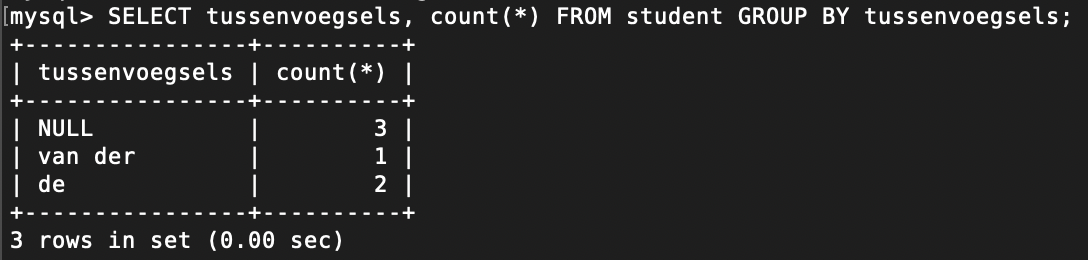 [mysql> SELECT tussenvoegsels, count(*) FROM student GROUP BY tussenvoegsels;
+----------------+----------+
| tussenvoegsels | count(*) |
+----------------+----------+
| NULL           |        3 |
| van der        |        1 |
| de             |        2 |
+----------------+----------+
3 rows in set (0.00 sec)